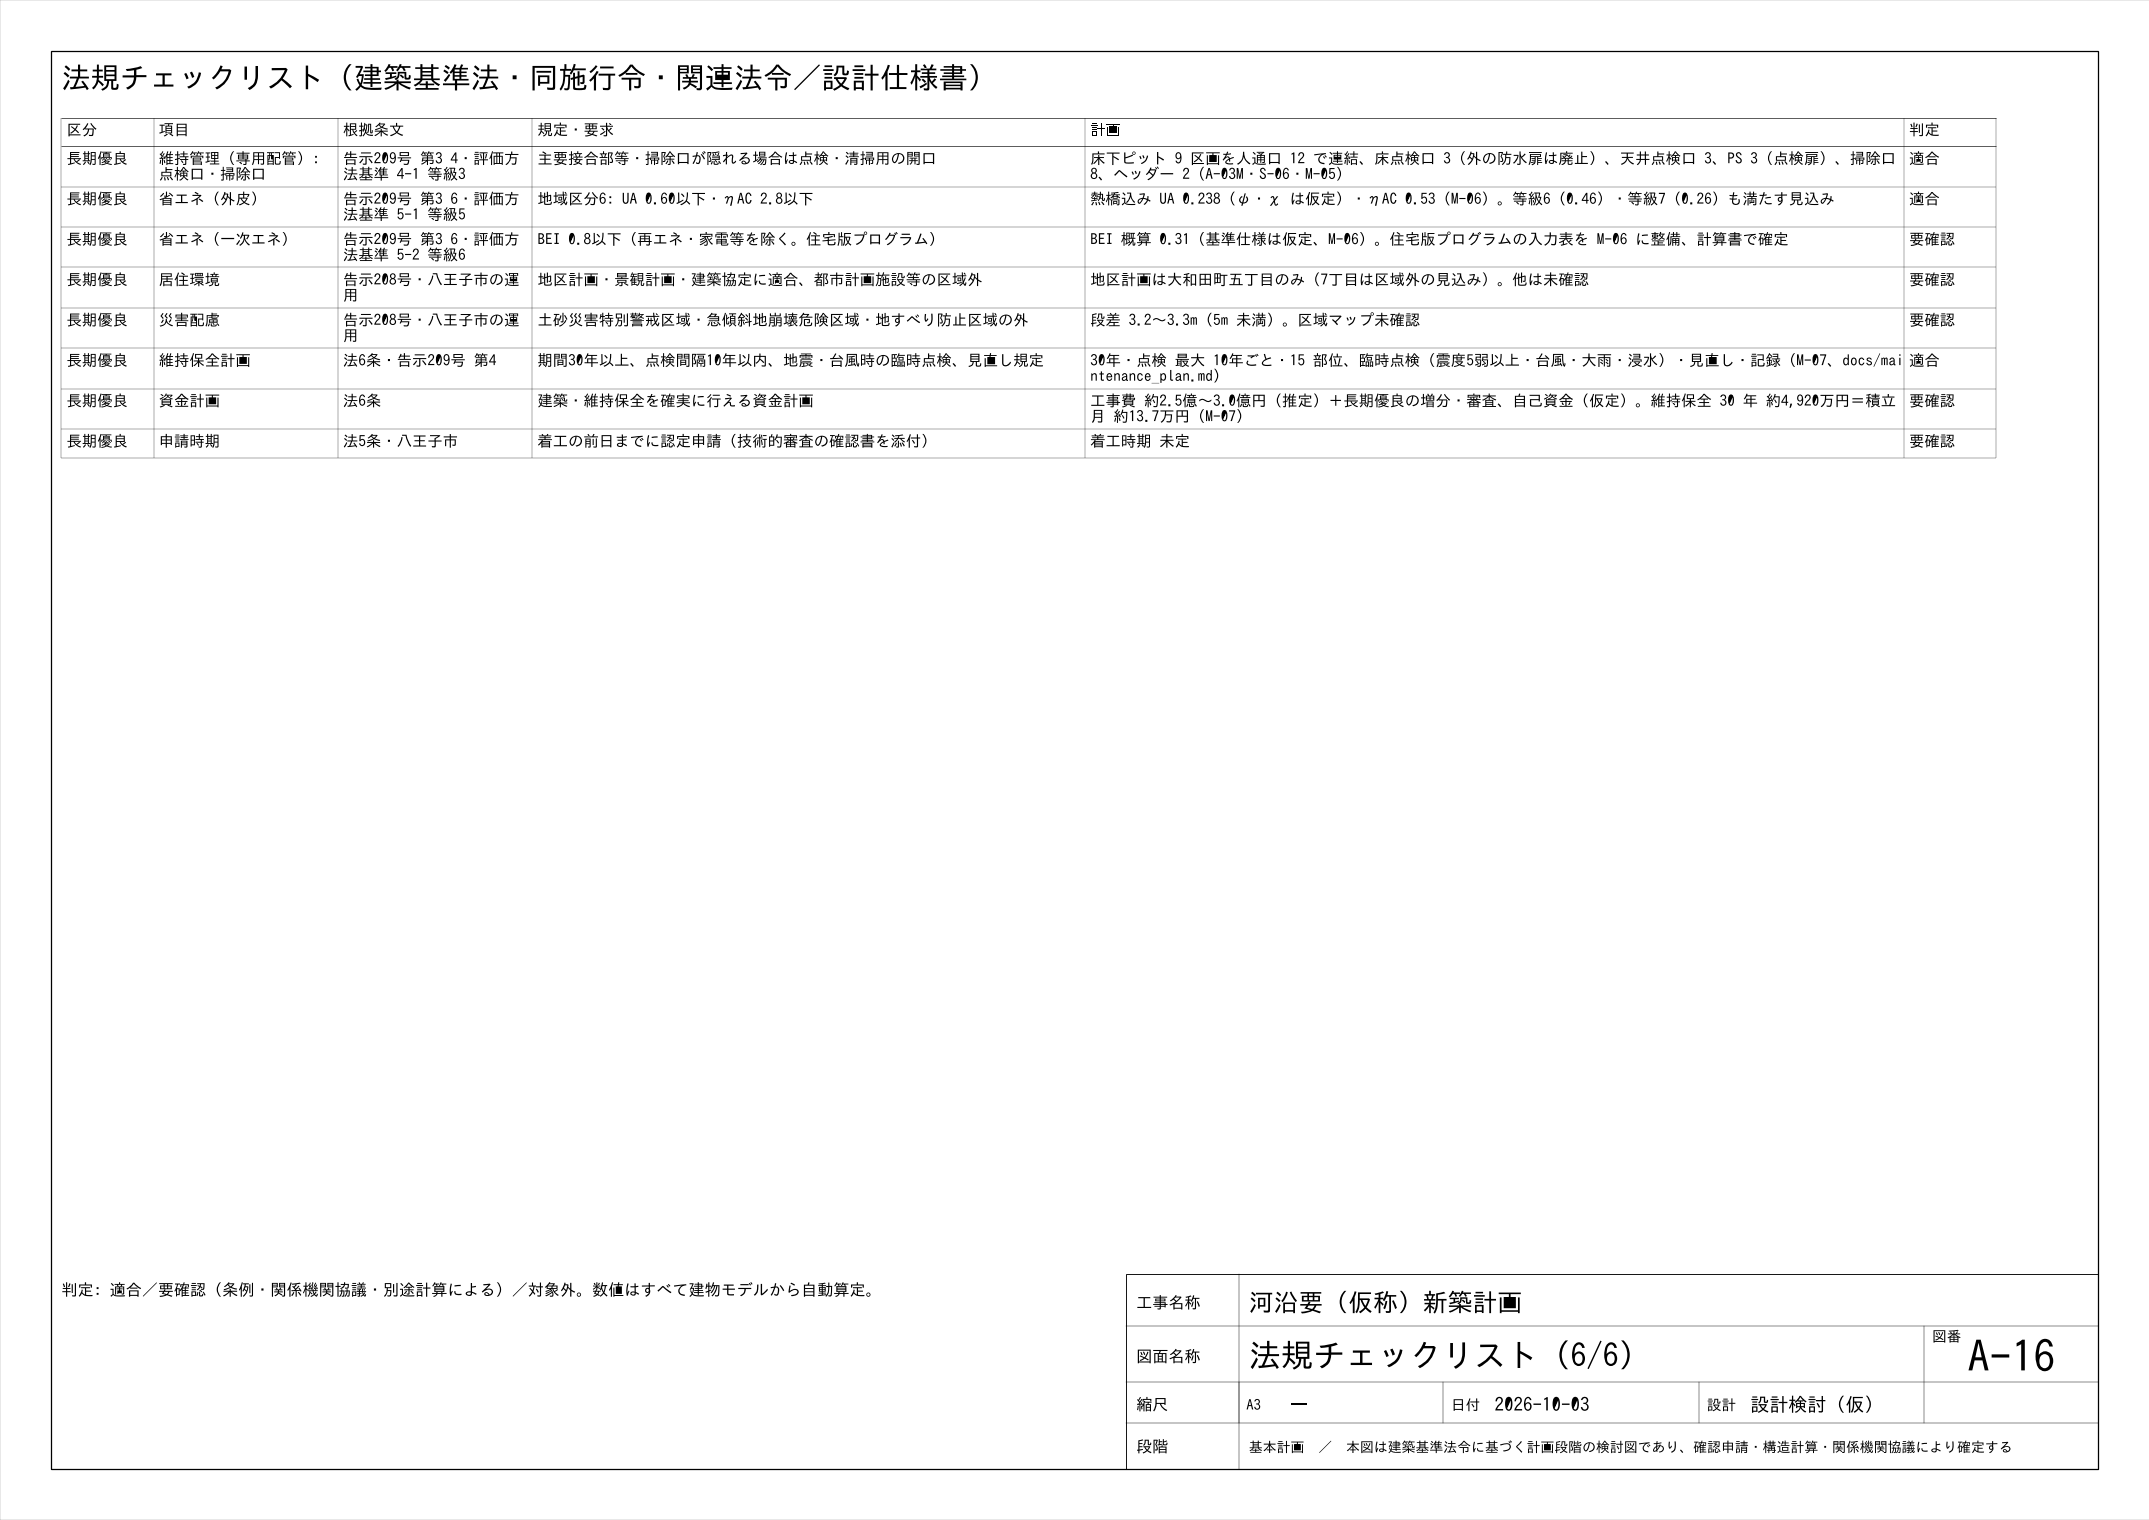 法規チェックリスト（建築基準法・同施行令・関連法令／設計仕様書）
区分 項目 根拠条文 規定・要求 計画 判定
長期優良 維持管理（専用配管）: 告示209号 第3 4・評価方 主要接合部等・掃除口が隠れる場合は点検・清掃用の開口 床下ピット 9 区画を人通口 12 で連結、床点検口 3（外の防水扉は廃止）、天井点検口 3、PS 3（点検扉）、掃除口 適合
点検口・掃除口 法基準 4-1 等級3 8、ヘッダー 2（A-03M・S-06・M-05）
長期優良 省エネ（外皮） 告示209号 第3 6・評価方 地域区分6: UA 0.60以下・ηAC 2.8以下 熱橋込み UA 0.238（ψ・χ は仮定）・ηAC 0.53（M-06）。等級6（0.46）・等級7（0.26）も満たす見込み 適合
法基準 5-1 等級5
長期優良 省エネ（一次エネ） 告示209号 第3 6・評価方 BEI 0.8以下（再エネ・家電等を除く。住宅版プログラム） BEI 概算 0.31（基準仕様は仮定、M-06）。住宅版プログラムの入力表を M-06 に整備、計算書で確定 要確認
法基準 5-2 等級6
長期優良 居住環境 告示208号・八王子市の運 地区計画・景観計画・建築協定に適合、都市計画施設等の区域外 地区計画は大和田町五丁目のみ（7丁目は区域外の見込み）。他は未確認 要確認
用
長期優良 災害配慮 告示208号・八王子市の運 土砂災害特別警戒区域・急傾斜地崩壊危険区域・地すべり防止区域の外 段差 3.2〜3.3m（5m 未満）。区域マップ未確認 要確認
用
長期優良 維持保全計画 法6条・告示209号 第4 期間30年以上、点検間隔10年以内、地震・台風時の臨時点検、見直し規定 30年・点検 最大 10年ごと・15 部位、臨時点検（震度5弱以上・台風・大雨・浸水）・見直し・記録（M-07、docs/mai 適合
ntenance_plan.md）
長期優良 資金計画 法6条 建築・維持保全を確実に行える資金計画 工事費 約2.5億〜3.0億円（推定）＋長期優良の増分・審査、自己資金（仮定）。維持保全 30 年 約4,920万円＝積立 要確認
月 約13.7万円（M-07）
長期優良 申請時期 法5条・八王子市 着工の前日までに認定申請（技術的審査の確認書を添付） 着工時期 未定 要確認
判定: 適合／要確認（条例・関係機関協議・別途計算による）／対象外。数値はすべて建物モデルから自動算定。
工事名称 河沿要（仮称）新築計画
図面名称 法規チェックリスト（6/6） 図番 A-16
縮尺 A3 — 日付 2026-10-03 設計 設計検討（仮）
段階 基本計画 ／ 本図は建築基準法令に基づく計画段階の検討図であり、確認申請・構造計算・関係機関協議により確定する